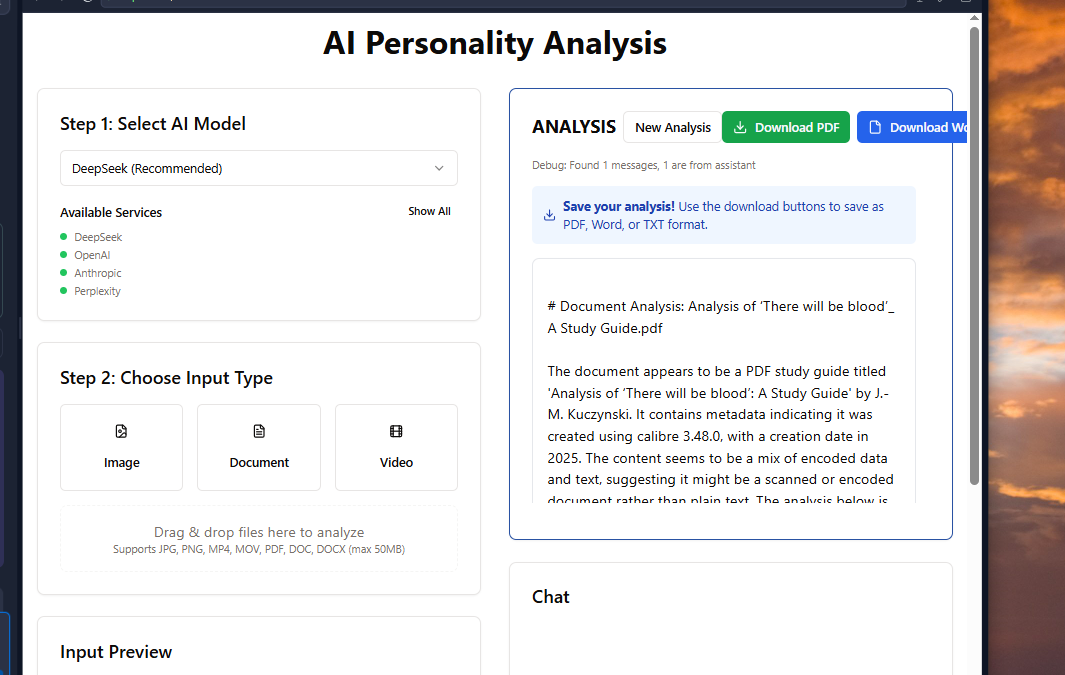 AI Personality Analysis
Step 1: Select AI Model
DeepSeek (Recommended)
Available Services
Show All
DeepSeek
OpenAI
Anthropic
Perplexity
Step 2: Choose Input Type
Image
Document
Video
Drag & drop files here to analyze
Supports JPG, PNG, MP4, MOV, PDF, DOC, DOCX (max 50MB)
Input Preview
ANALYSIS
New Analysis
Download PDF
Download Wo
Debug: Found 1 messages, 1 are from assistant
Save your analysis! Use the download buttons to save as
PDF, Word, or TXT format.
# Document Analysis: Analysis of ‘There will be blood’_
A Study Guide.pdf
The document appears to be a PDF study guide titled
'Analysis of ‘There will be blood’: A Study Guide' by J.-
M. Kuczynski. It contains metadata indicating it was
created using calibre 3.48.0, with a creation date in
2025. The content seems to be a mix of encoded data
and text, suggesting it might be a scanned or encoded
document rather than plain text. The analysis below is
Chat